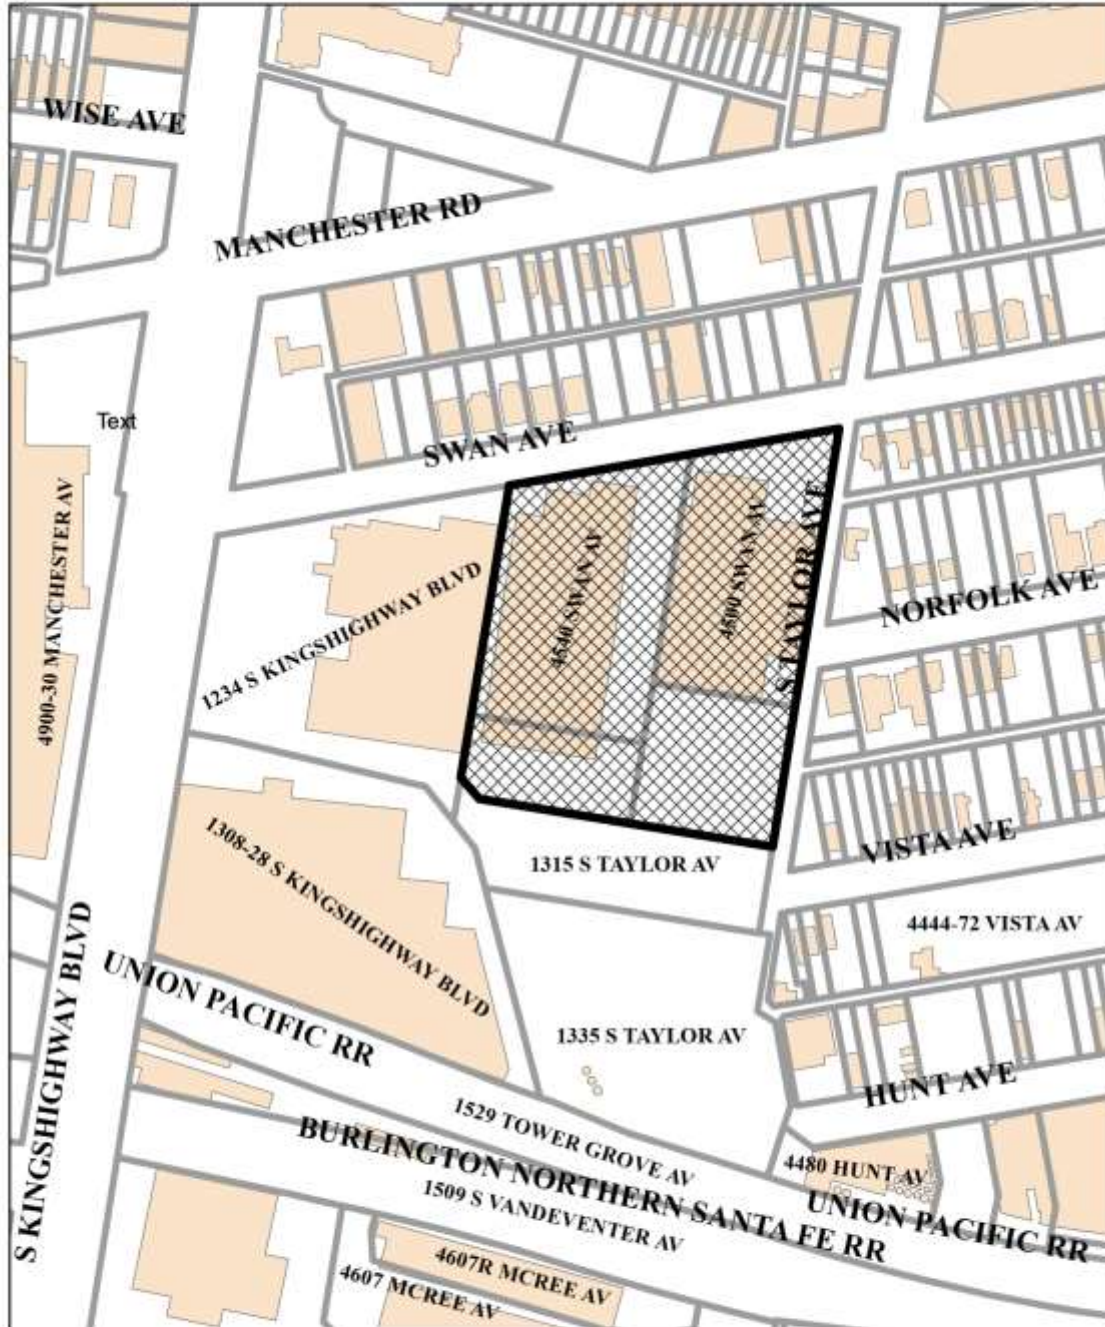 WISE AVE
MANCHESTER RD
Text
SWAN AVE
4900-30 MANCHESTER AV
1234 S KINGSHIGHWAY BLVD
4540 SWAN AV
4500 SWAN AV
S TAYLOR AVE
NORFOLK AVE
1308-28 S KINGSHIGHWAY BLVD
1315 S TAYLOR AV
VISTA AVE
4444-72 VISTA AV
S KINGSHIGHWAY BLVD
UNION PACIFIC RR
1335 S TAYLOR AV
HUNT AVE
1529 TOWER GROVE AV
BURLINGTON NORTHERN SANTA FE RR
4480 HUNT AV
1509 S VANDEVENTER AV
UNION PACIFIC RR
4607R MCREE AV
4607 MCREE AV